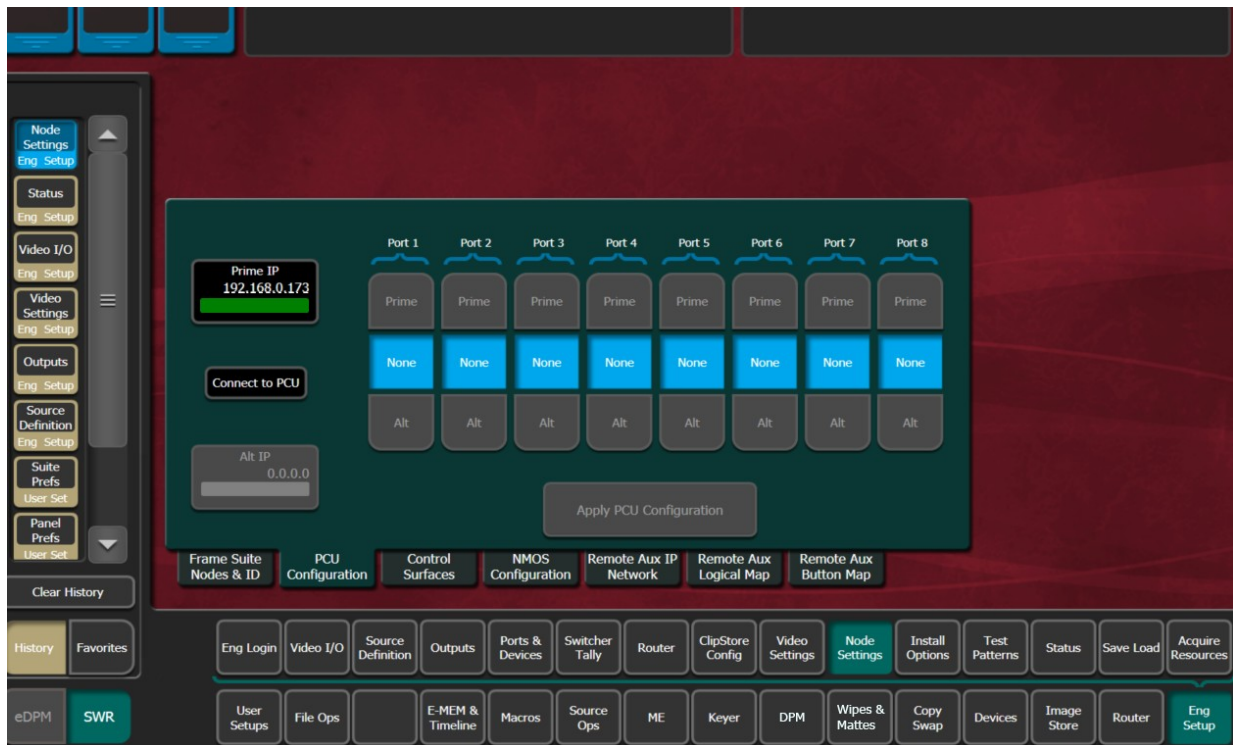 Node
Settings
Eng Setup
Status
Eng Setup
Video I/O
Eng Setup
Video
Settings
Eng Setup
Outputs
Eng Setup
Source
Definition
Eng Setup
Suite
Prefs
User Set
Panel
Prefs
User Set
Clear History
History
Favorites
eDPM
SWR
Port 1
Port 2
Port 3
Port 4
Port 5
Port 6
Port 7
Port 8
Prime IP
192.168.0.173
Prime
Prime
Prime
Prime
Prime
Prime
Prime
Prime
None
None
None
None
None
None
None
None
Connect to PCU
Alt
Alt
Alt
Alt
Alt
Alt
Alt
Alt
Alt IP
0.0.0.0
Apply PCU Configuration
Frame Suite
Nodes & ID
PCU
Configuration
Control
Surfaces
NMOS
Configuration
Remote Aux IP
Network
Remote Aux
Logical Map
Remote Aux
Button Map
Eng Login
Video I/O
Source
Definition
Outputs
Ports &
Devices
Switcher
Tally
Router
ClipStore
Config
Video
Settings
Node
Settings
Install
Options
Test
Patterns
Status
Save Load
Acquire
Resources
User
Setups
File Ops
E-MEM &
Timeline
Macros
Source
Ops
ME
Keyer
DPM
Wipes &
Mattes
Copy
Swap
Devices
Image
Store
Router
Eng
Setup